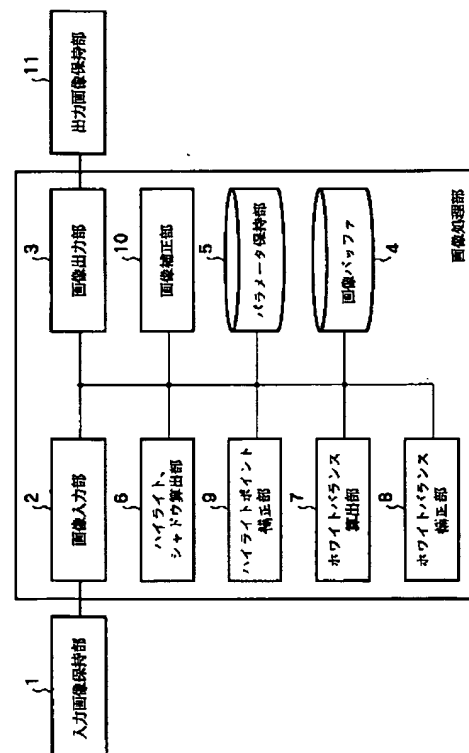 1
入力画像保持部
2
画像入力部
6
ハイライト、
シャドウ算出部
9
ハイライトポイント
補正部
7
ホワイトバランス
算出部
8
ホワイトバランス
補正部
3
画像出力部
10
画像補正部
5
パラメータ保持部
画像バッファ
4
画像処理部
11
出力画像保持部